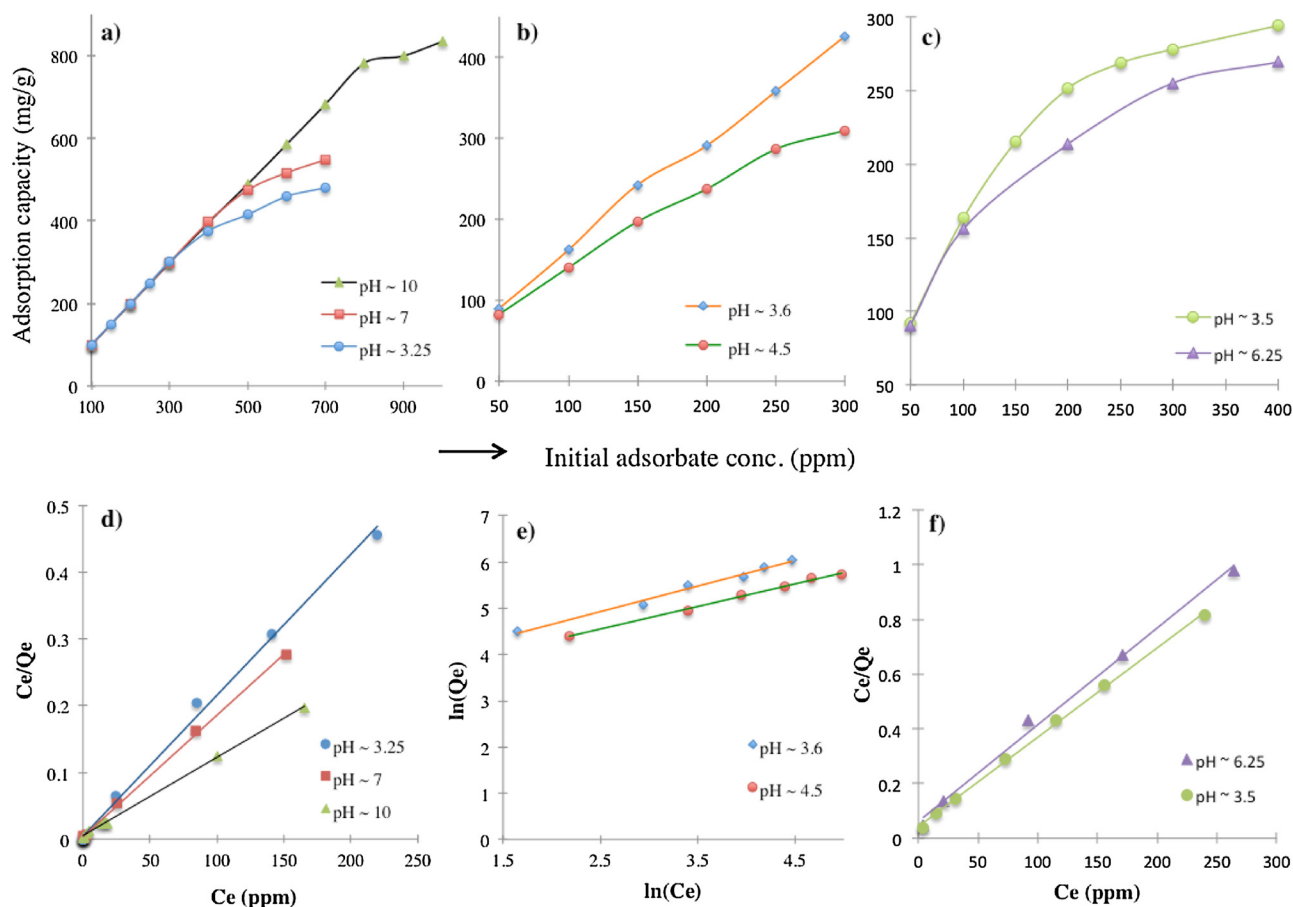 a)
Adsorption capacity (mg/g)
800
600
400
200
0
100 300 500 700 900
pH ~ 10
pH ~ 7
pH ~ 3.25
b)
400
300
200
100
0
50 100 150 200 250 300
pH ~ 3.6
pH ~ 4.5
c)
300
250
200
150
100
50
50 100 150 200 250 300 350 400
pH ~ 3.5
pH ~ 6.25
Initial adsorbate conc. (ppm)
d)
Ce/Qe
0.5
0.4
0.3
0.2
0.1
0
0 50 100 150 200 250
pH ~ 3.25
pH ~ 7
pH ~ 10
Ce (ppm)
e)
ln(Qe)
7
6
5
4
3
2
1
0
1.5 2.5 3.5 4.5
pH ~ 3.6
pH ~ 4.5
ln(Ce)
f)
Ce/Qe
1.2
1
0.8
0.6
0.4
0.2
0
0 50 100 150 200 250 300
pH ~ 6.25
pH ~ 3.5
Ce (ppm)